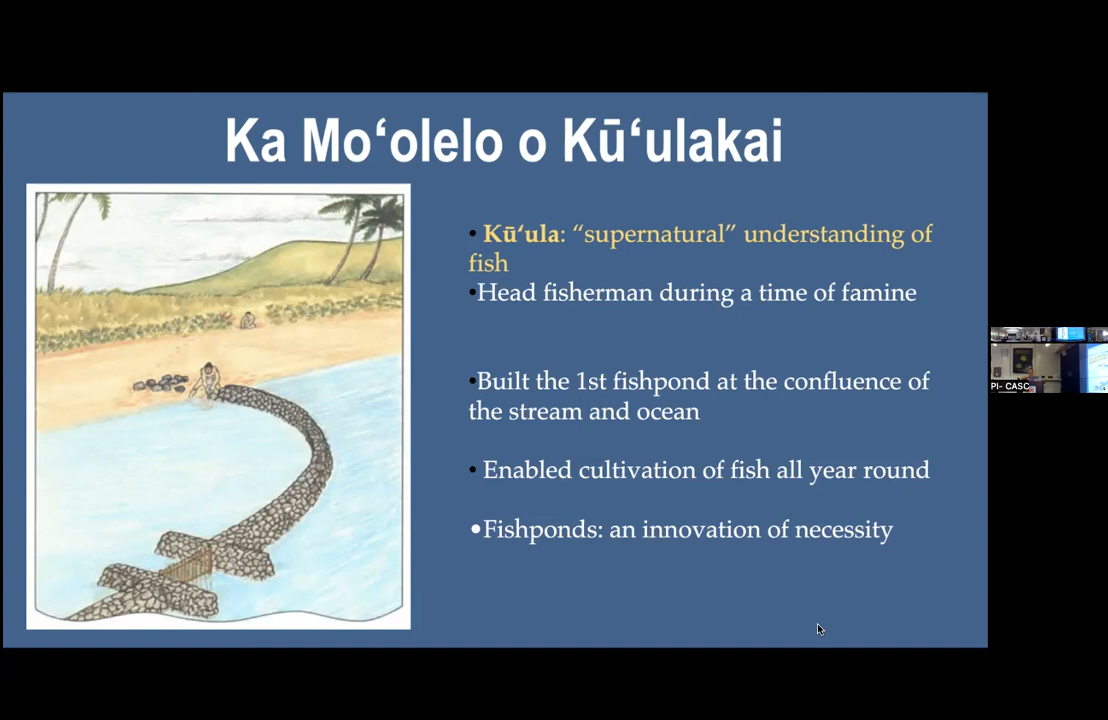 Ka Moʻolelo o Kūʻulakai
• Kūʻula: “supernatural” understanding of
fish
•Head fisherman during a time of famine
•Built the 1st fishpond at the confluence of
the stream and ocean
• Enabled cultivation of fish all year round
•Fishponds: an innovation of necessity
PI- CASC